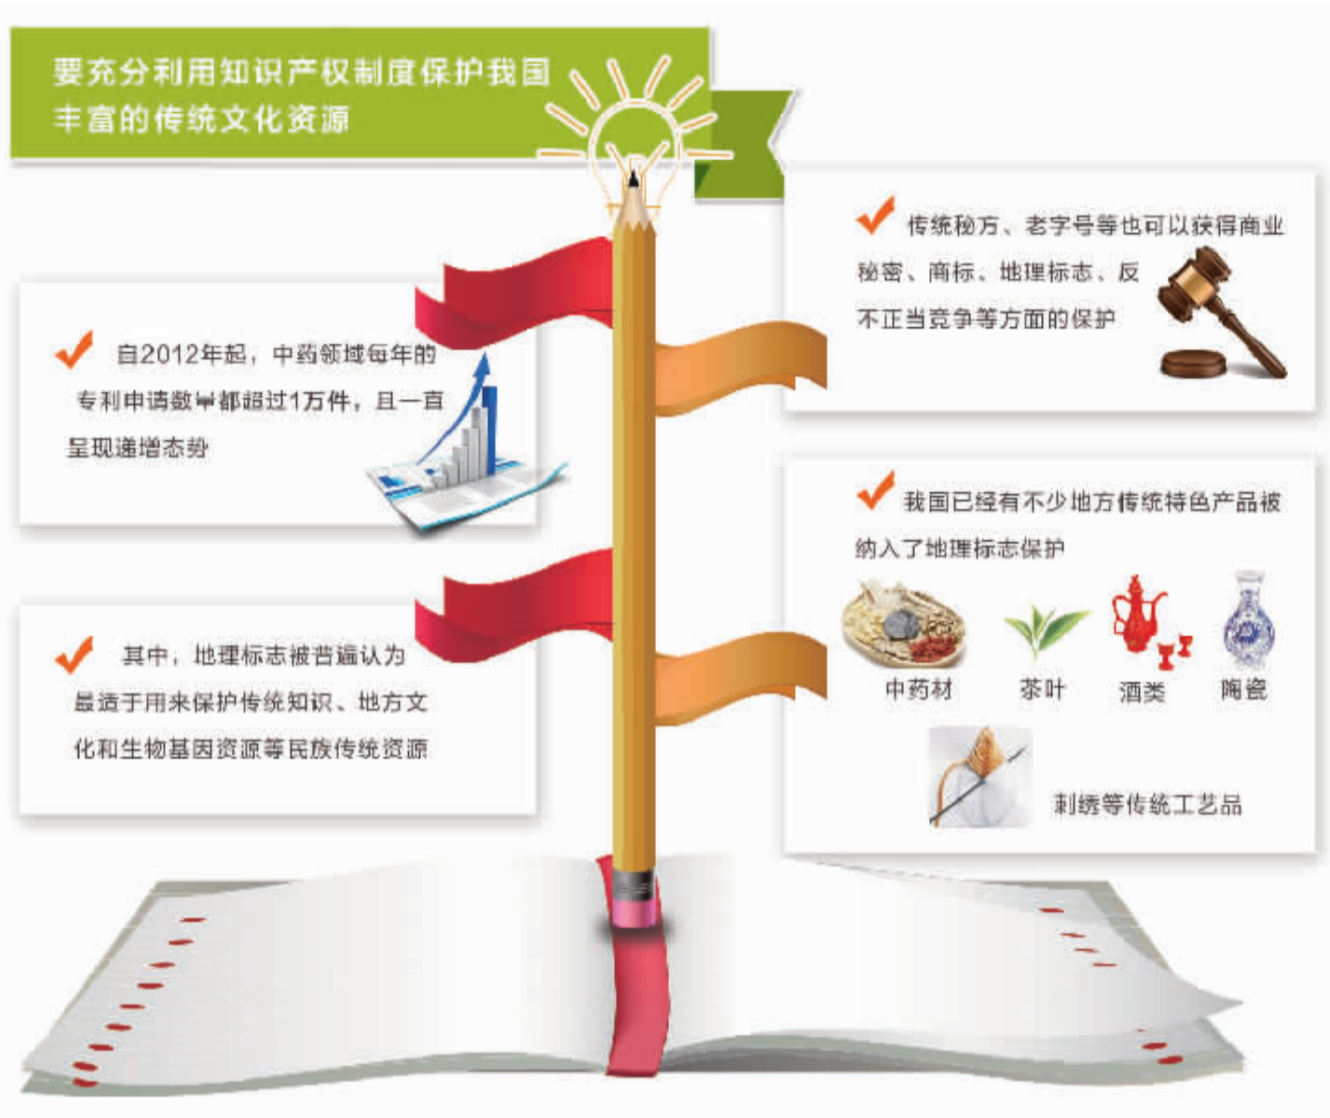 要充分利用知识产权制度保护我国
丰富的传统文化资源
自2012年起，中药领域每年的
专利申请数量都超过1万件，且一直
呈现递增态势
其中，地理标志被普遍认为
最适于用来保护传统知识、地方文
化和生物基因资源等民族传统资源
传统秘方、老字号等也可以获得商业
秘密、商标、地理标志、反
不正当竞争等方面的保护
我国已经有不少地方传统特色产品被
纳入了地理标志保护
中药材
茶叶
酒类
陶瓷
刺绣等传统工艺品